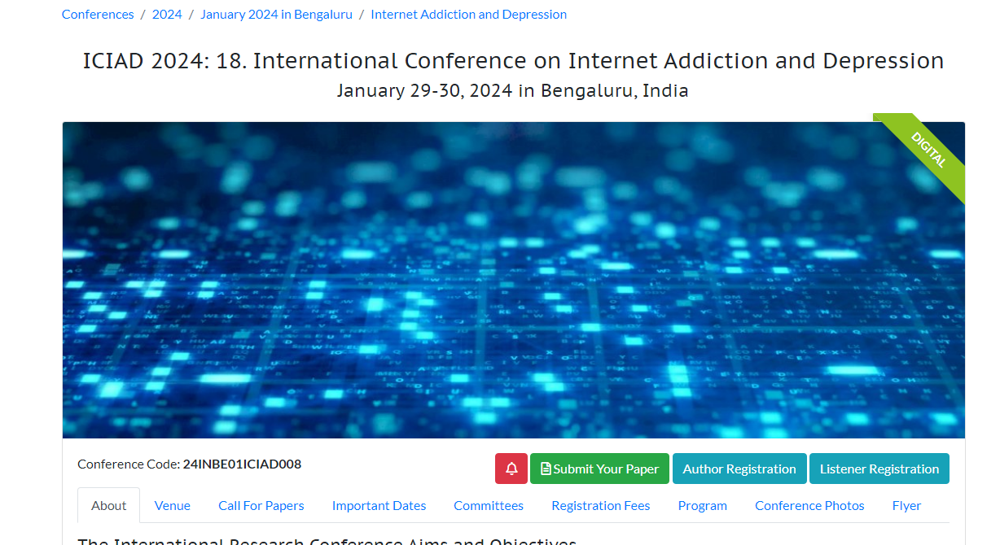 Conferences / 2024 / January 2024 in Bengaluru / Internet Addiction and Depression
ICIAD 2024: 18. International Conference on Internet Addiction and Depression
January 29-30, 2024 in Bengaluru, India
DIGITAL
Conference Code: 24INBE01ICIAD008
Submit Your Paper
Author Registration
Listener Registration
About
Venue
Call For Papers
Important Dates
Committees
Registration Fees
Program
Conference Photos
Flyer
The International Research Conference Aims and Objectives